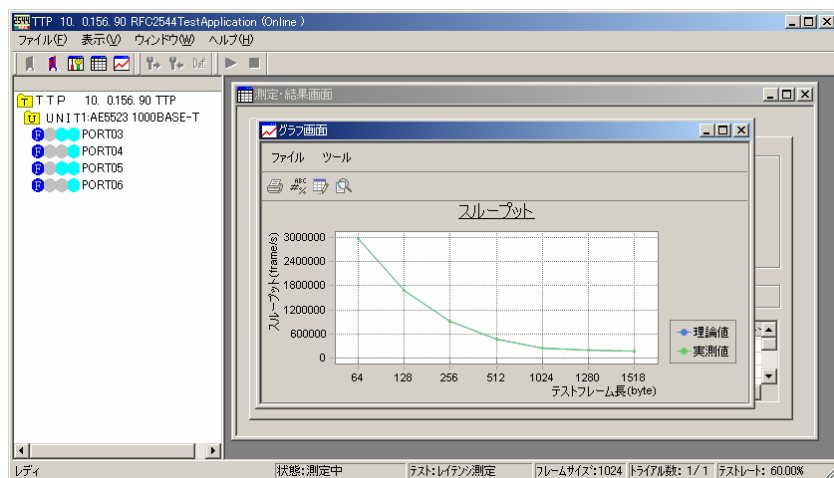 TTP 10. 0.156. 90 RFC2544TestApplication (Online )
ファイル(F) 表示(V) ウィンドウ(W) ヘルプ(H)
Def
TTP 10. 0.156. 90 TTP
UNIT1:AE5523 1000BASE-T
PORT03
PORT04
PORT05
PORT06
測定・結果画面
グラフ画面
ファイル ツール
スループット
スループット(frame/s)
3000000
2400000
1800000
1200000
600000
0
64 128 256 512 1024 1280 1518
テストフレーム長(byte)
理論値
実測値
レディ 状態:測定中 テスト:レイテンシ測定 フレームサイズ:1024 トライアル数: 1/ 1 テストレート: 60.00%